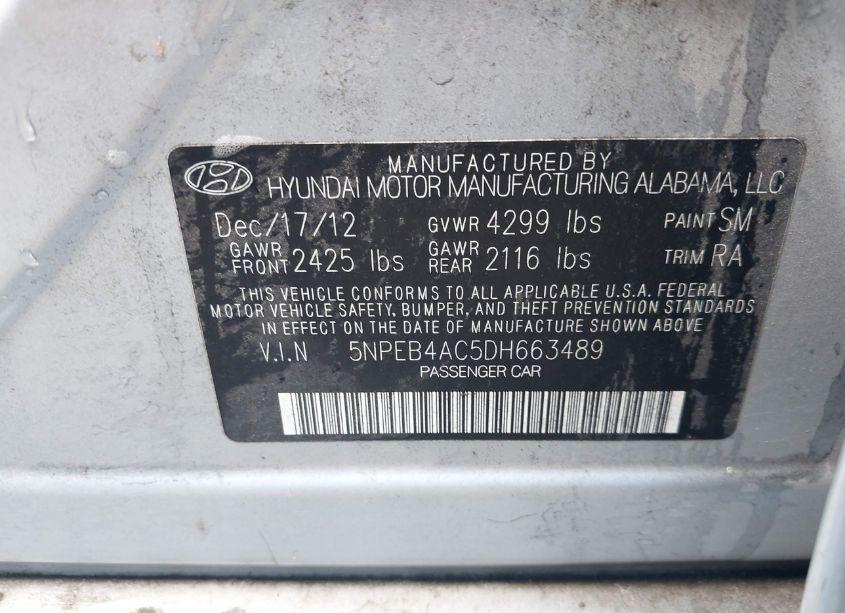 MANUFACTURED BY
HYUNDAI MOTOR MANUFACTURING ALABAMA, LLC
Dec/17/12 GVWR 4299 lbs PAINT SM
GAWR FRONT 2425 lbs GAWR REAR 2116 lbs TRIM RA
THIS VEHICLE CONFORMS TO ALL APPLICABLE U.S.A. FEDERAL
MOTOR VEHICLE SAFETY, BUMPER, AND THEFT PREVENTION STANDARDS
IN EFFECT ON THE DATE OF MANUFACTURE SHOWN ABOVE
V.I.N 5NPEB4AC5DH663489
PASSENGER CAR